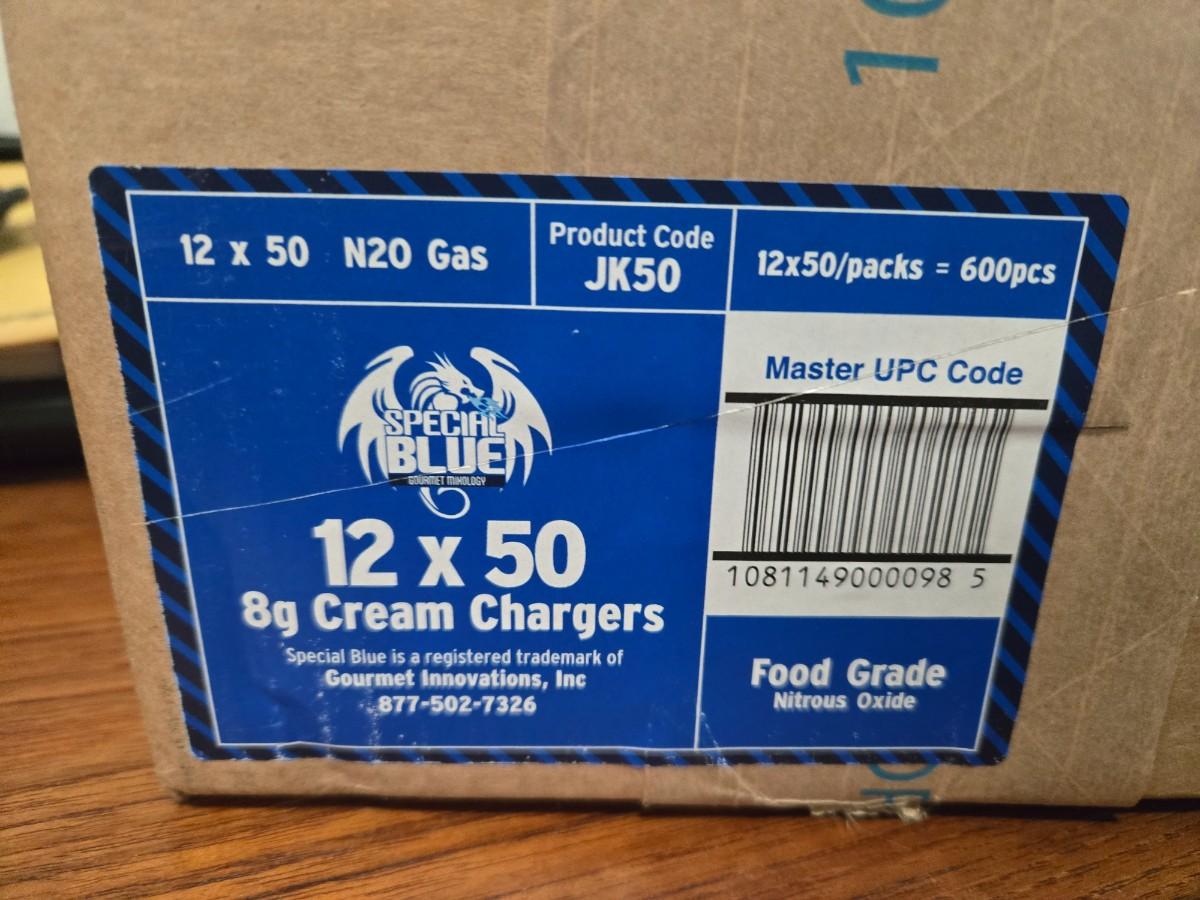 12 x 50 N2O Gas
Product Code
JK50
12x50/packs = 600pcs
SPECIAL
BLUE
GOURMET MIXOLOGY
12 x 50
8g Cream Chargers
Special Blue is a registered trademark of
Gourmet Innovations, Inc
877-502-7326
Master UPC Code
1081149000098 5
Food Grade
Nitrous Oxide